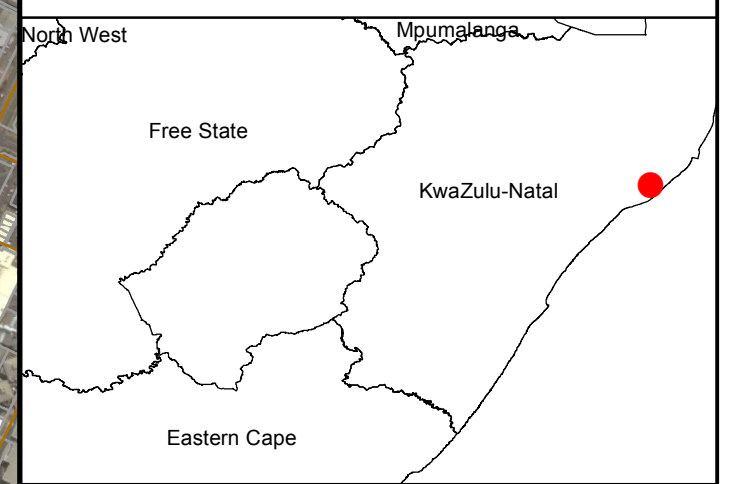 North West
Mpumalanga
Free State
KwaZulu-Natal
Eastern Cape